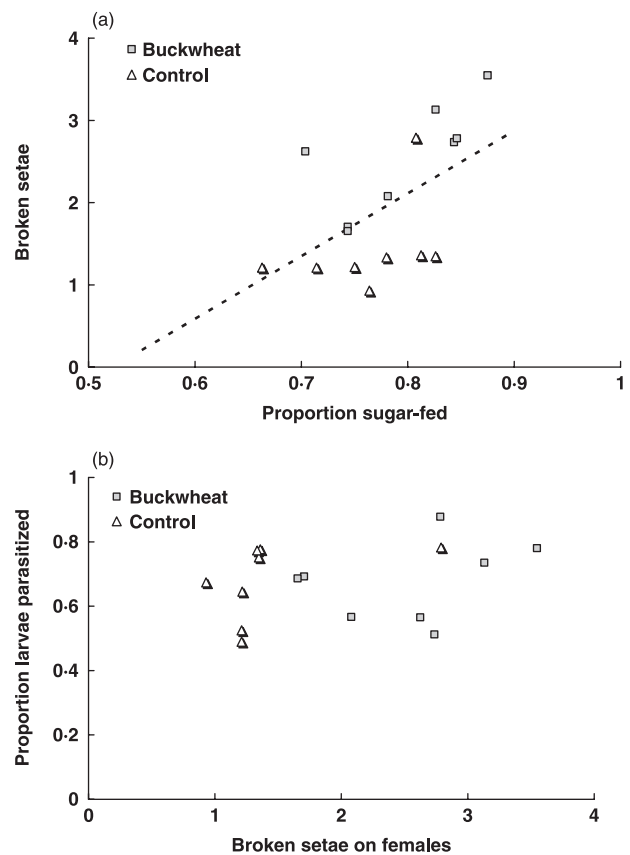 (a)
4
3
2
1
0
Broken setae
Buckwheat
Control
0·5
0·6
0·7
0·8
0·9
1
Proportion sugar-fed
(b)
1
0·8
0·6
0·4
0·2
0
Proportion larvae parasitized
Buckwheat
Control
0
1
2
3
4
Broken setae on females